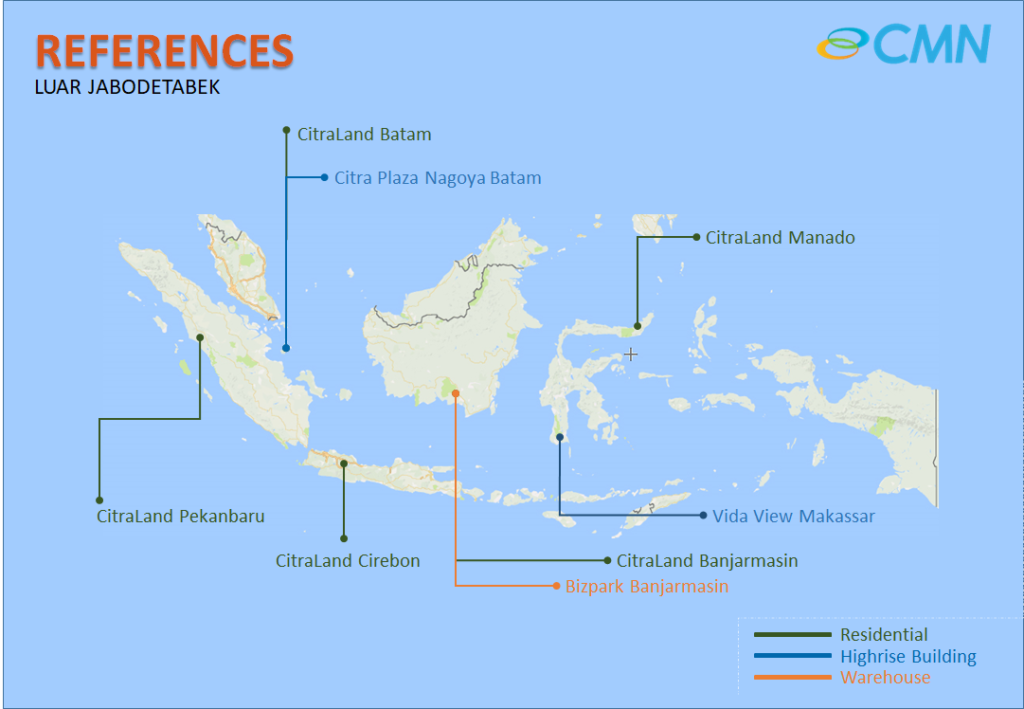 REFERENCES
LUAR JABODETABEK
CMN
CitraLand Batam
Citra Plaza Nagoya Batam
CitraLand Manado
CitraLand Pekanbaru
Vida View Makassar
CitraLand Cirebon
CitraLand Banjarmasin
Bizpark Banjarmasin
Residential
Highrise Building
Warehouse